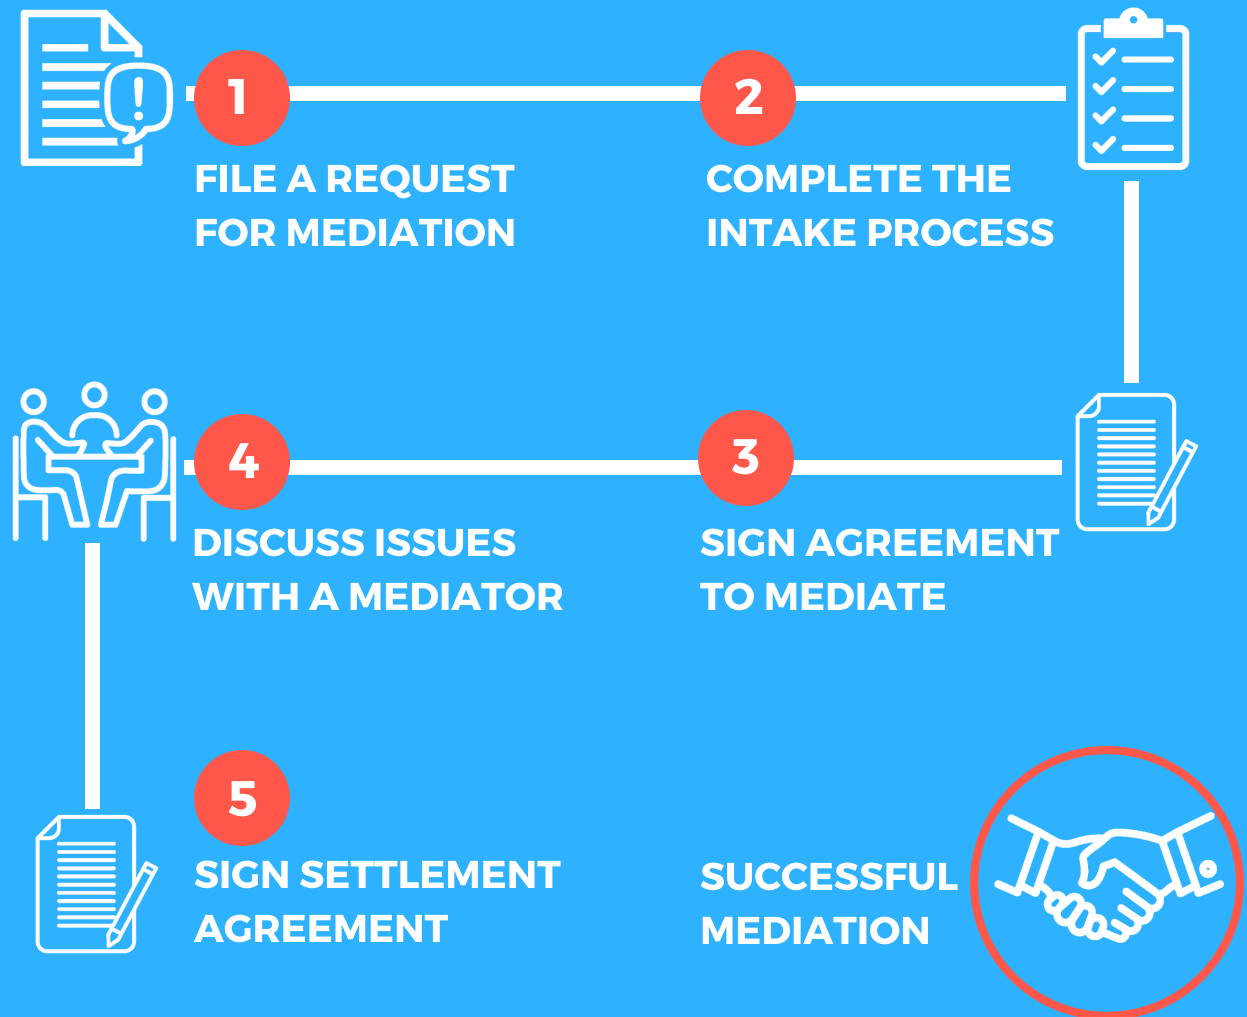 1
FILE A REQUEST
FOR MEDIATION
2
COMPLETE THE
INTAKE PROCESS
3
SIGN AGREEMENT
TO MEDIATE
4
DISCUSS ISSUES
WITH A MEDIATOR
5
SIGN SETTLEMENT
AGREEMENT
SUCCESSFUL
MEDIATION